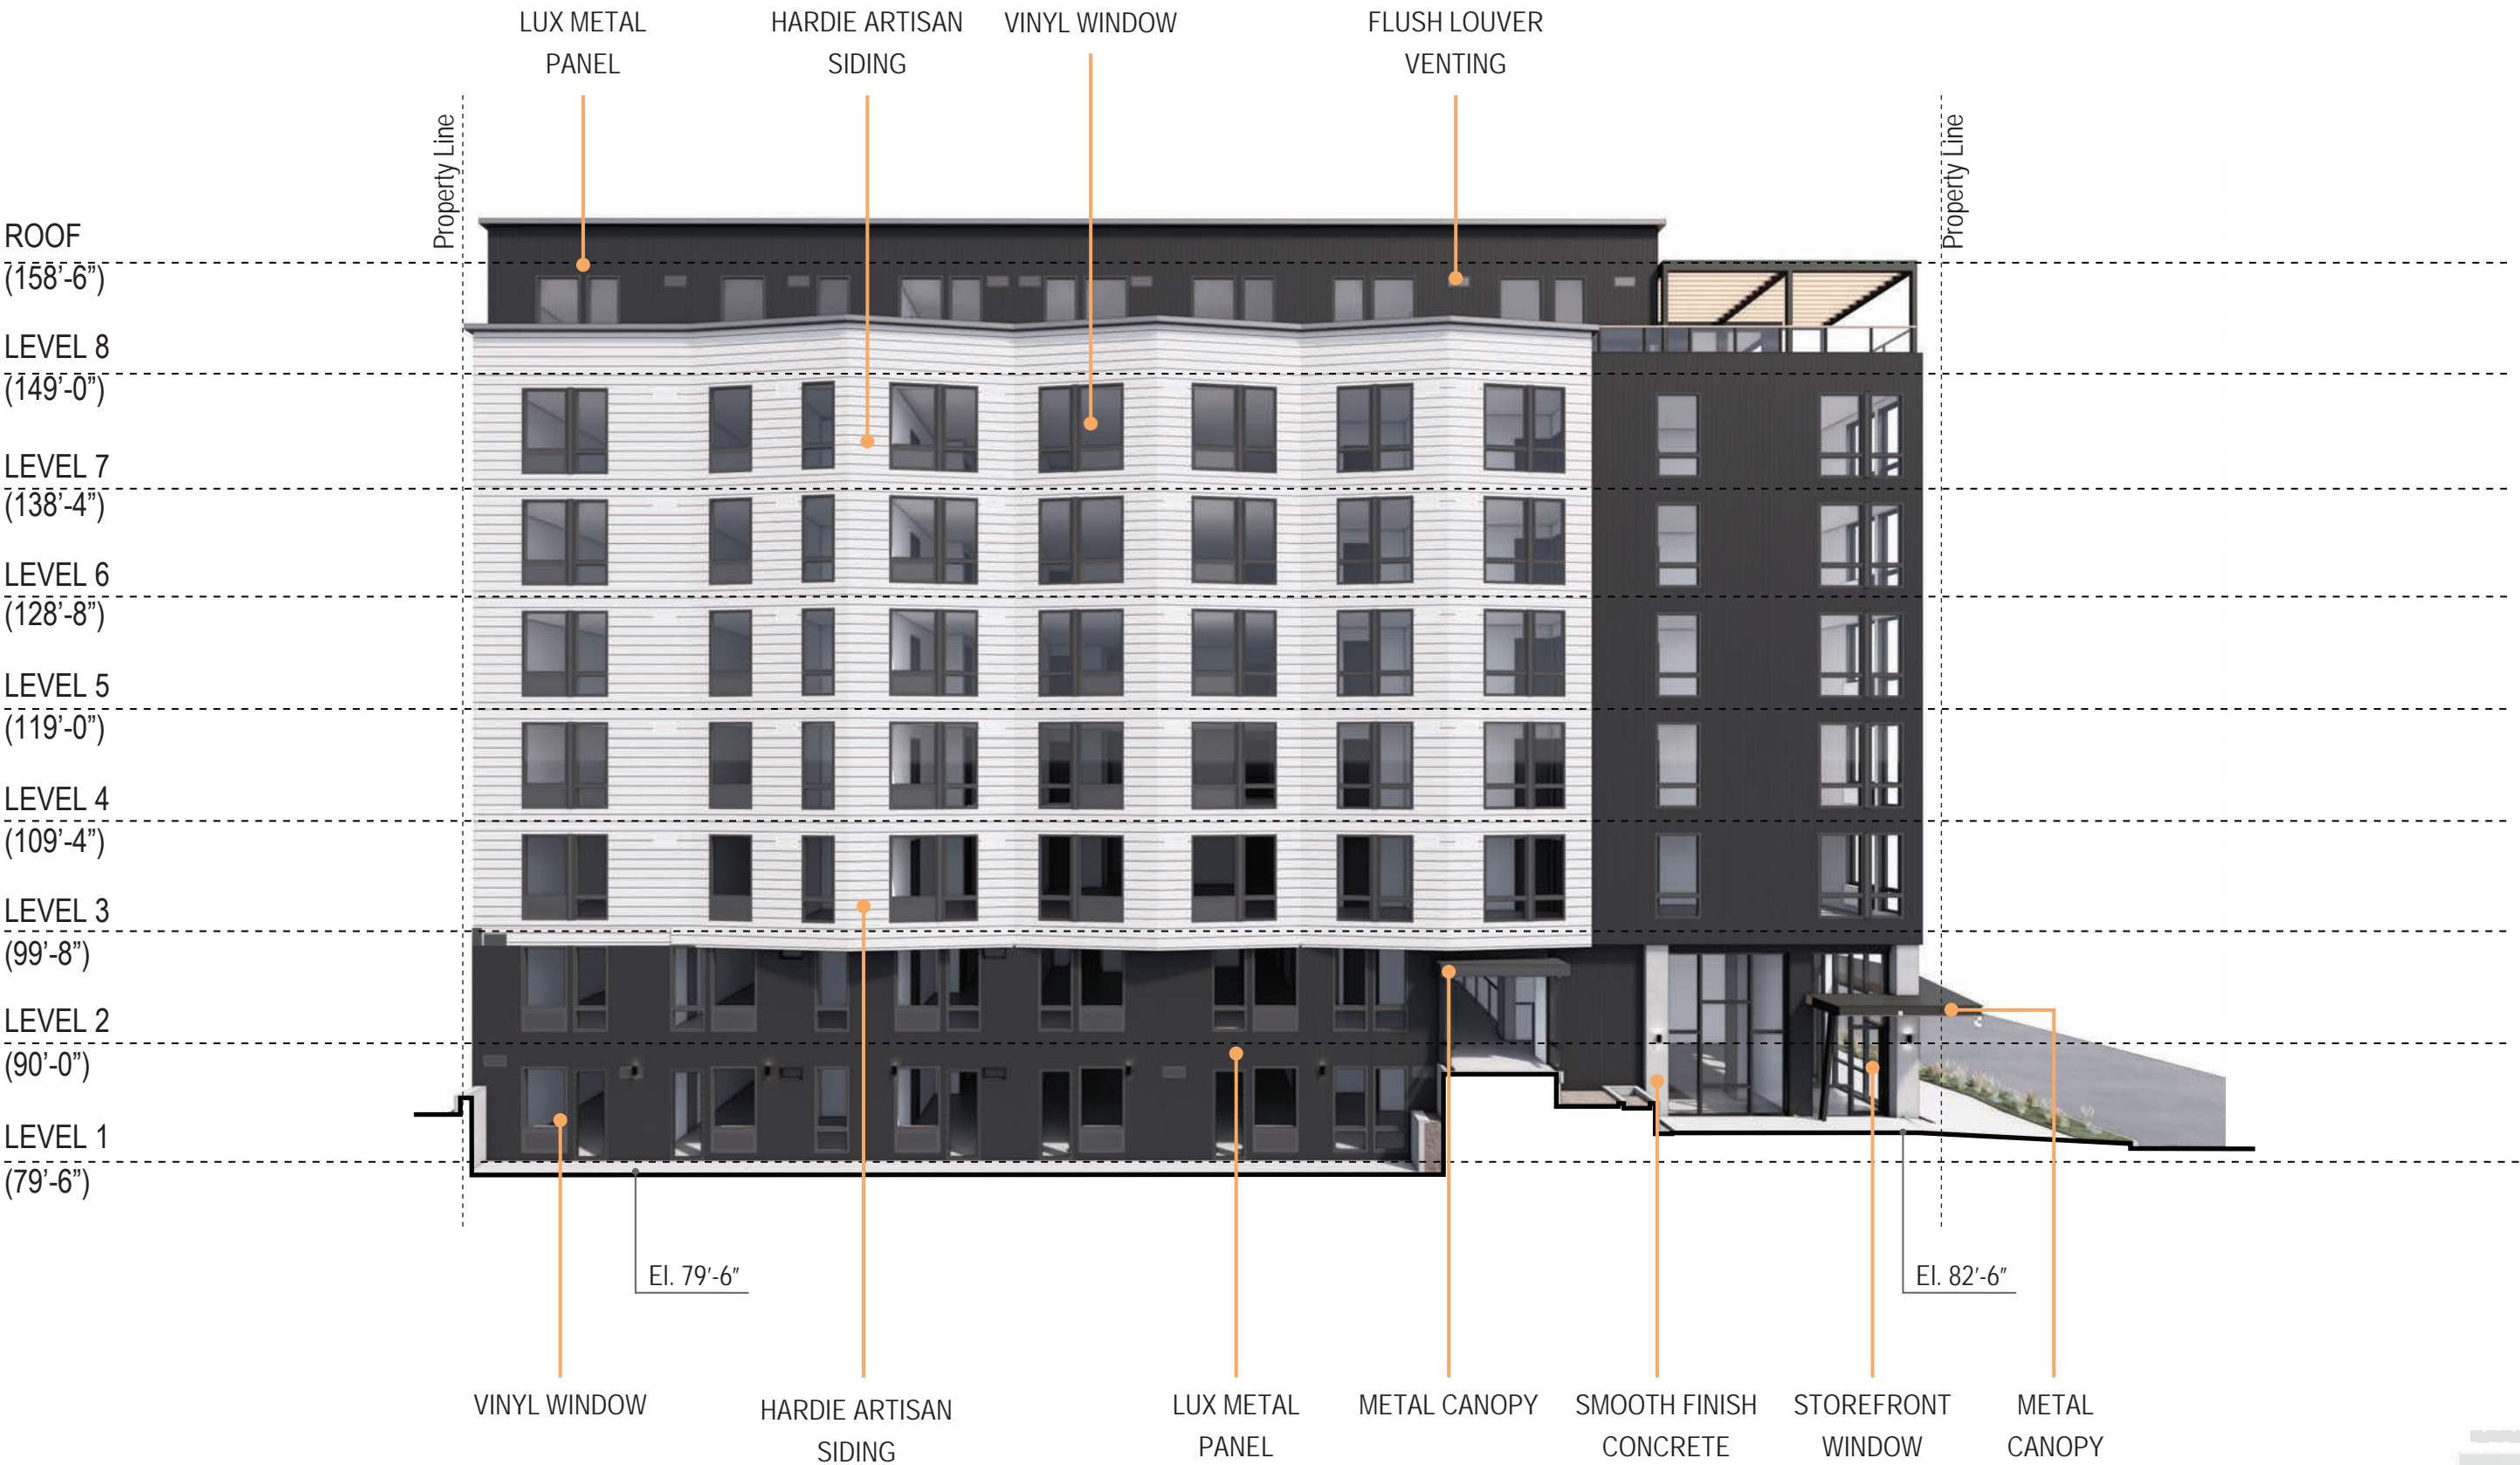 LUX METAL
PANEL
HARDIE ARTISAN
SIDING
VINYL WINDOW
FLUSH LOUVER
VENTING
Property Line
Property Line
ROOF
(158’-6”)
LEVEL 8
(149’-0”)
LEVEL 7
(138’-4”)
LEVEL 6
(128’-8”)
LEVEL 5
(119’-0”)
LEVEL 4
(109’-4”)
LEVEL 3
(99’-8”)
LEVEL 2
(90’-0”)
LEVEL 1
(79’-6”)
El. 79'-6"
El. 82'-6"
VINYL WINDOW
HARDIE ARTISAN
SIDING
LUX METAL
PANEL
METAL CANOPY
SMOOTH FINISH
CONCRETE
STOREFRONT
WINDOW
METAL
CANOPY